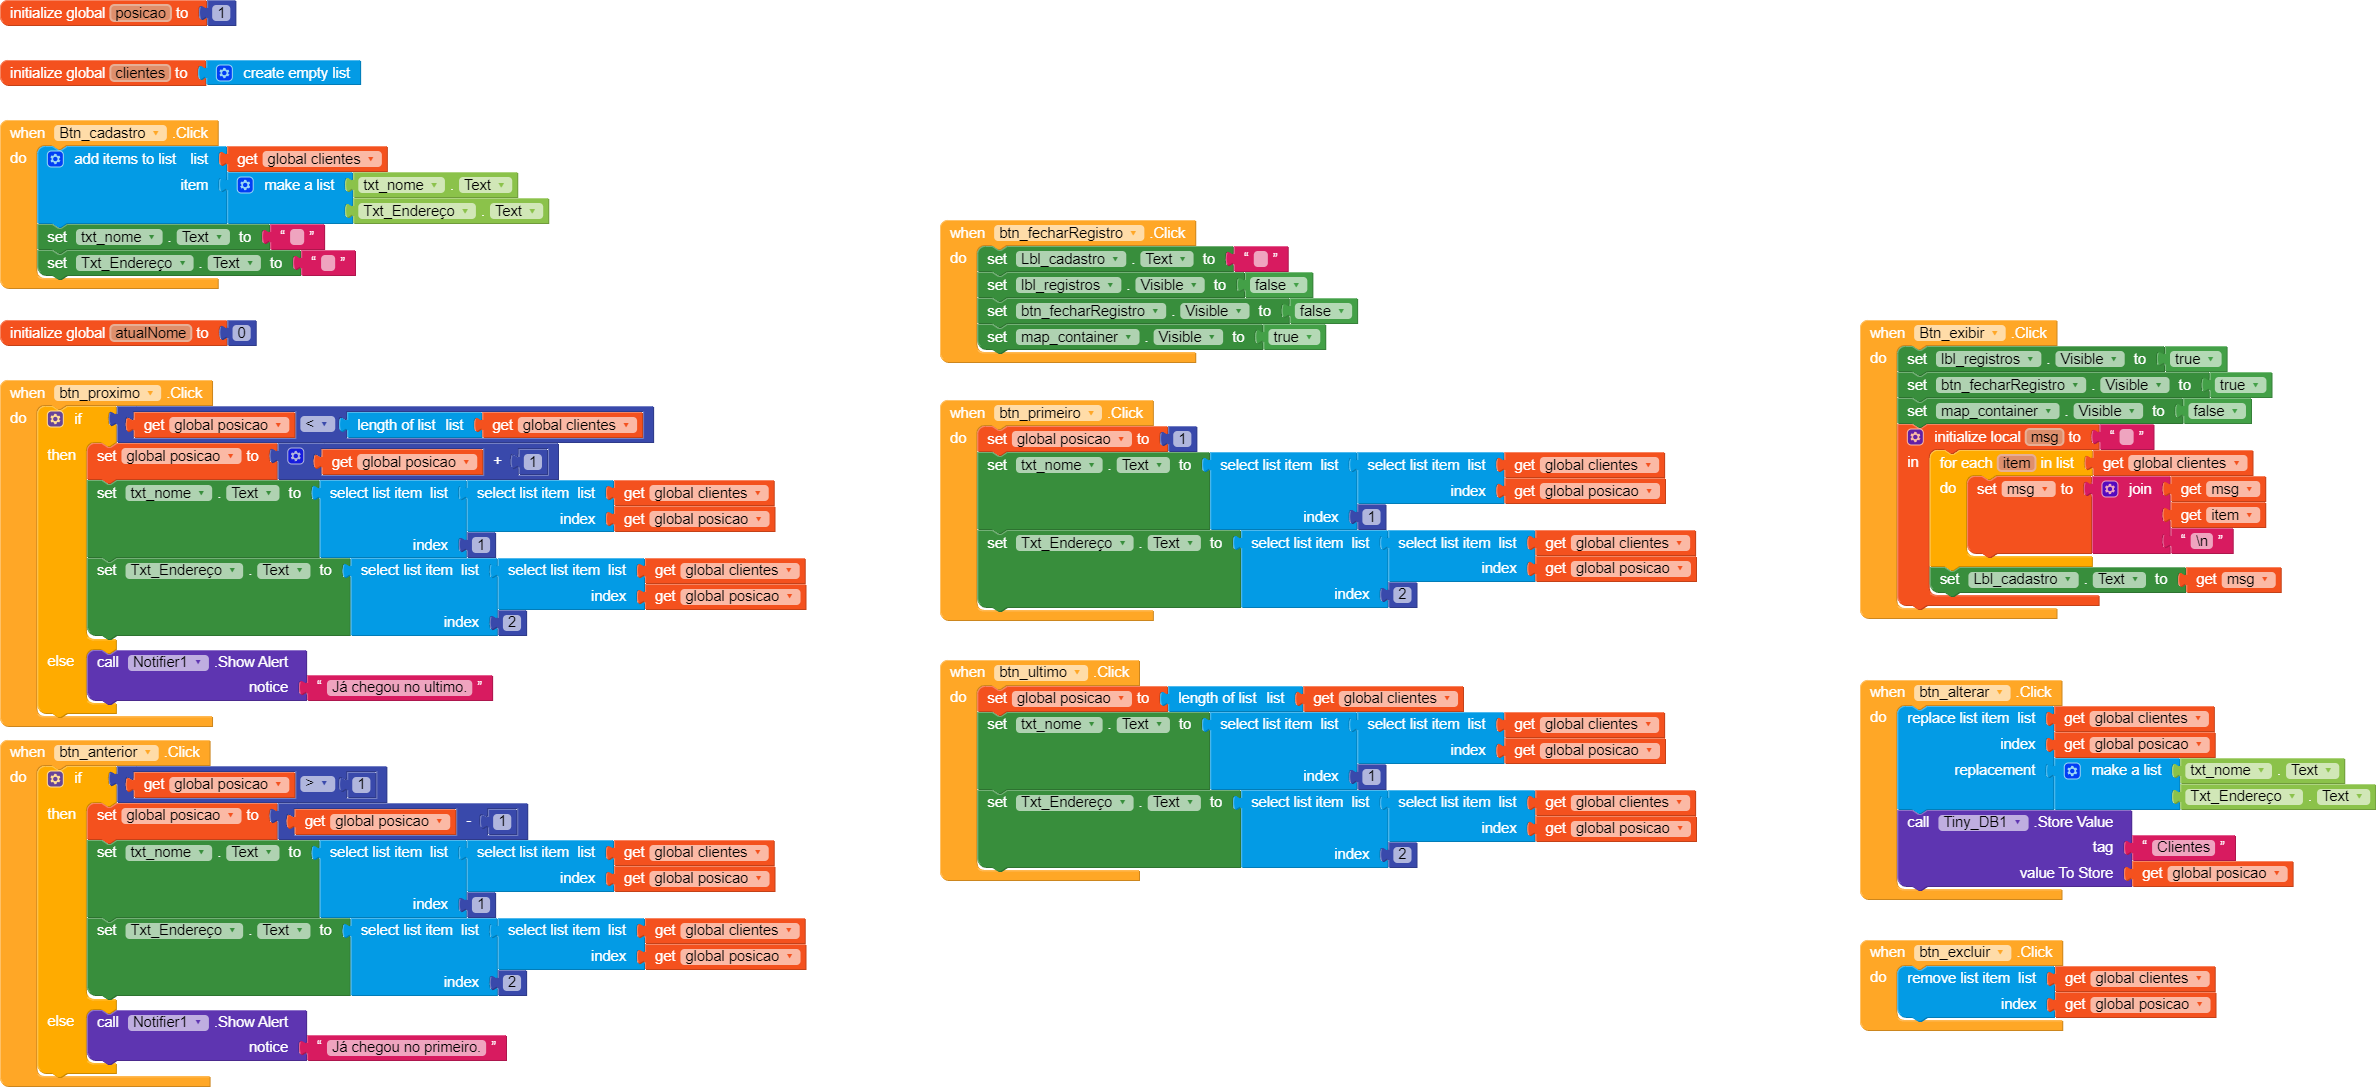 initialize global posicao to 1
initialize global clientes to create empty list
when Btn_cadastro .Click
do add items to list list get global clientes
item make a list txt_nome . Text
Txt_Endereço . Text
set txt_nome . Text to “ ”
set Txt_Endereço . Text to “ ”
initialize global atualNome to 0
when btn_proximo .Click
do if get global posicao < length of list list get global clientes
then set global posicao to get global posicao + 1
set txt_nome . Text to select list item list select list item list get global clientes
index get global posicao
index 1
set Txt_Endereço . Text to select list item list select list item list get global clientes
index get global posicao
index 2
else call Notifier1 .Show Alert
notice “ Já chegou no ultimo. ”
when btn_anterior .Click
do if get global posicao > 1
then set global posicao to get global posicao - 1
set txt_nome . Text to select list item list select list item list get global clientes
index get global posicao
index 1
set Txt_Endereço . Text to select list item list select list item list get global clientes
index get global posicao
index 2
else call Notifier1 .Show Alert
notice “ Já chegou no primeiro. ”
when btn_fecharRegistro .Click
do set Lbl_cadastro . Text to “ ”
set lbl_registros . Visible to false
set btn_fecharRegistro . Visible to false
set map_container . Visible to true
when btn_primeiro .Click
do set global posicao to 1
set txt_nome . Text to select list item list select list item list get global clientes
index get global posicao
index 1
set Txt_Endereço . Text to select list item list select list item list get global clientes
index get global posicao
index 2
when btn_ultimo .Click
do set global posicao to length of list list get global clientes
set txt_nome . Text to select list item list select list item list get global clientes
index get global posicao
index 1
set Txt_Endereço . Text to select list item list select list item list get global clientes
index get global posicao
index 2
when Btn_exibir .Click
do set lbl_registros . Visible to true
set btn_fecharRegistro . Visible to true
set map_container . Visible to false
initialize local msg to “ ”
in for each item in list get global clientes
do set msg to join get msg
get item
“ \n ”
set Lbl_cadastro . Text to get msg
when btn_alterar .Click
do replace list item list get global clientes
index get global posicao
replacement make a list txt_nome . Text
Txt_Endereço . Text
call Tiny_DB1 .Store Value
tag “ Clientes ”
value To Store get global posicao
when btn_excluir .Click
do remove list item list get global clientes
index get global posicao